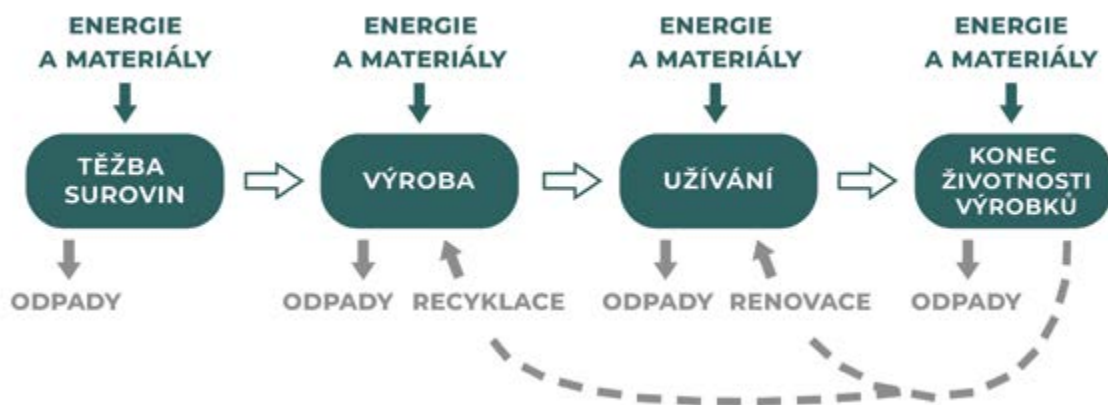 ENERGIE
A MATERIÁLY
ENERGIE
A MATERIÁLY
ENERGIE
A MATERIÁLY
ENERGIE
A MATERIÁLY
TĚŽBA
SUROVIN
VÝROBA
UŽÍVÁNÍ
KONEC
ŽIVOTNOSTI
VÝROBKŮ
ODPADY
ODPADY
RECYKLACE
ODPADY
RENOVACE
ODPADY